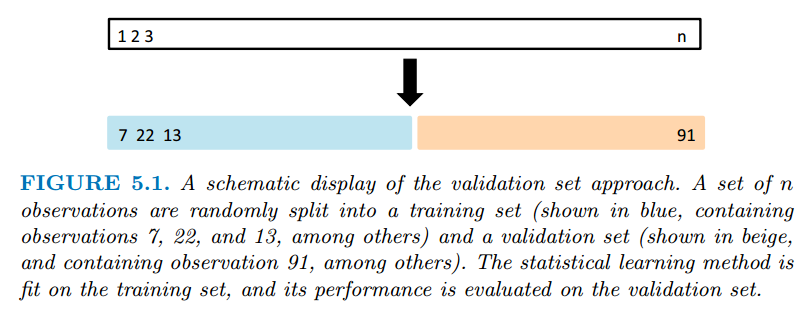 1 2 3 n
7 22 13 91
FIGURE 5.1. A schematic display of the validation set approach. A set of n
observations are randomly split into a training set (shown in blue, containing
observations 7, 22, and 13, among others) and a validation set (shown in beige,
and containing observation 91, among others). The statistical learning method is
fit on the training set, and its performance is evaluated on the validation set.